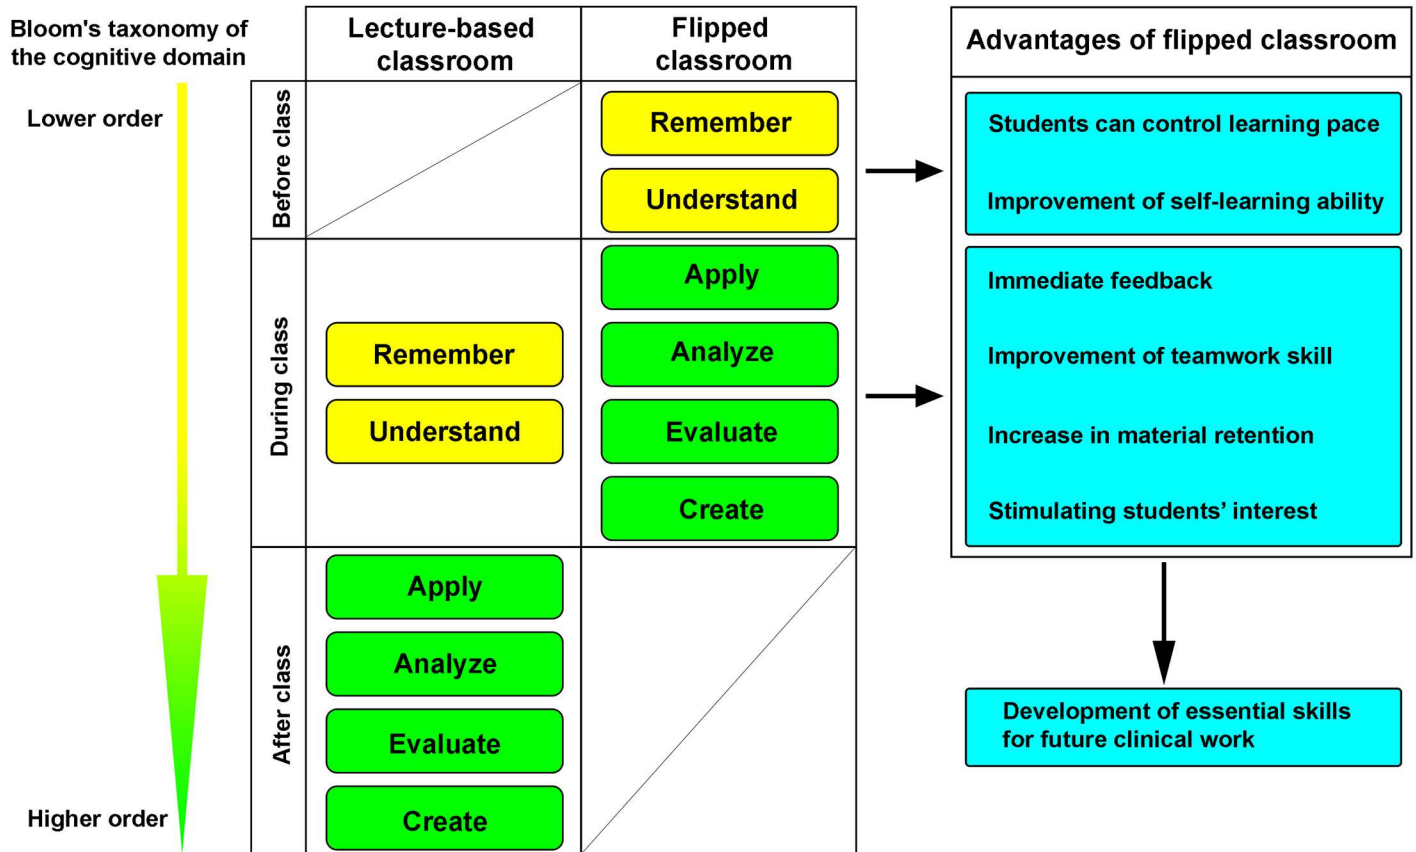 Bloom's taxonomy of
the cognitive domain
Lower order
Higher order
Lecture-based
classroom
Flipped
classroom
Before class
Remember
Understand
During class
Remember
Understand
Apply
Analyze
Evaluate
Create
After class
Apply
Analyze
Evaluate
Create
Advantages of flipped classroom
Students can control learning pace
Improvement of self-learning ability
Immediate feedback
Improvement of teamwork skill
Increase in material retention
Stimulating students’ interest
Development of essential skills
for future clinical work